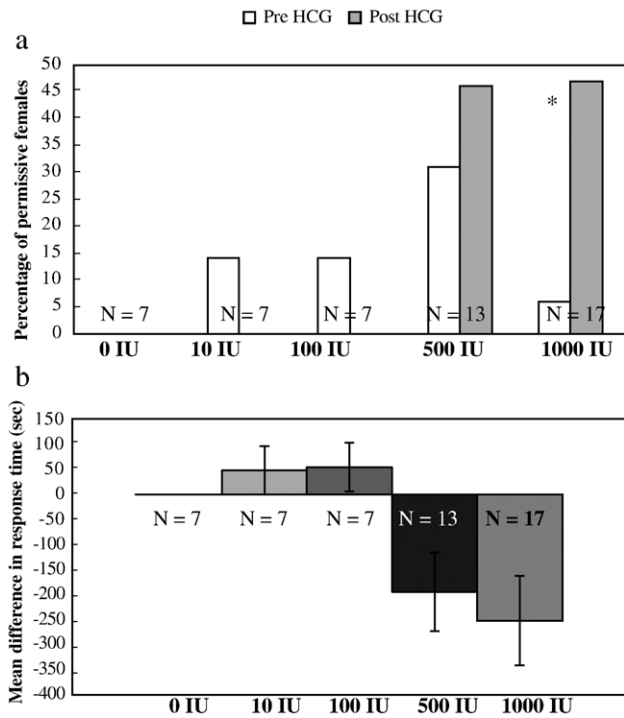 Pre HCG Post HCG
a
Percentage of permissive females
50
45
40
35
30
25
20
15
10
5
0
N = 7 N = 7 N = 7 N = 13 N = 17
*
0 IU 10 IU 100 IU 500 IU 1000 IU
b
Mean difference in response time (sec)
150
100
50
0
-50
-100
-150
-200
-250
-300
-350
-400
N = 7 N = 7 N = 7 N = 13 N = 17
0 IU 10 IU 100 IU 500 IU 1000 IU